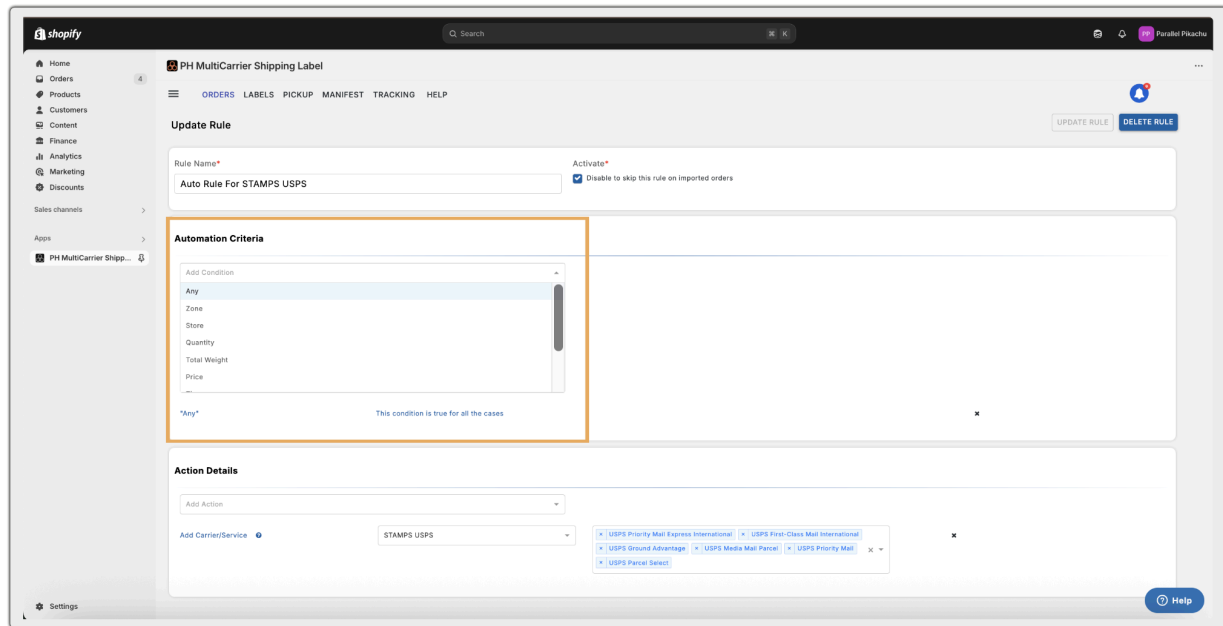 shopify
Search
⌘ K
PP Parallel Pikachu
Home
Orders 4
Products
Customers
Content
Finance
Analytics
Marketing
Discounts
Sales channels
Apps
PH MultiCarrier Shipp...
Settings
PH MultiCarrier Shipping Label
ORDERS LABELS PICKUP MANIFEST TRACKING HELP
Update Rule
UPDATE RULE DELETE RULE
Rule Name*
Auto Rule For STAMPS USPS
Activate*
Disable to skip this rule on imported orders
Automation Criteria
Add Condition
Any
Zone
Store
Quantity
Total Weight
Price
"Any" This condition is true for all the cases
Action Details
Add Action
Add Carrier/Service ? STAMPS USPS
× USPS Priority Mail Express International × USPS First-Class Mail International
× USPS Ground Advantage × USPS Media Mail Parcel × USPS Priority Mail
× USPS Parcel Select
Help